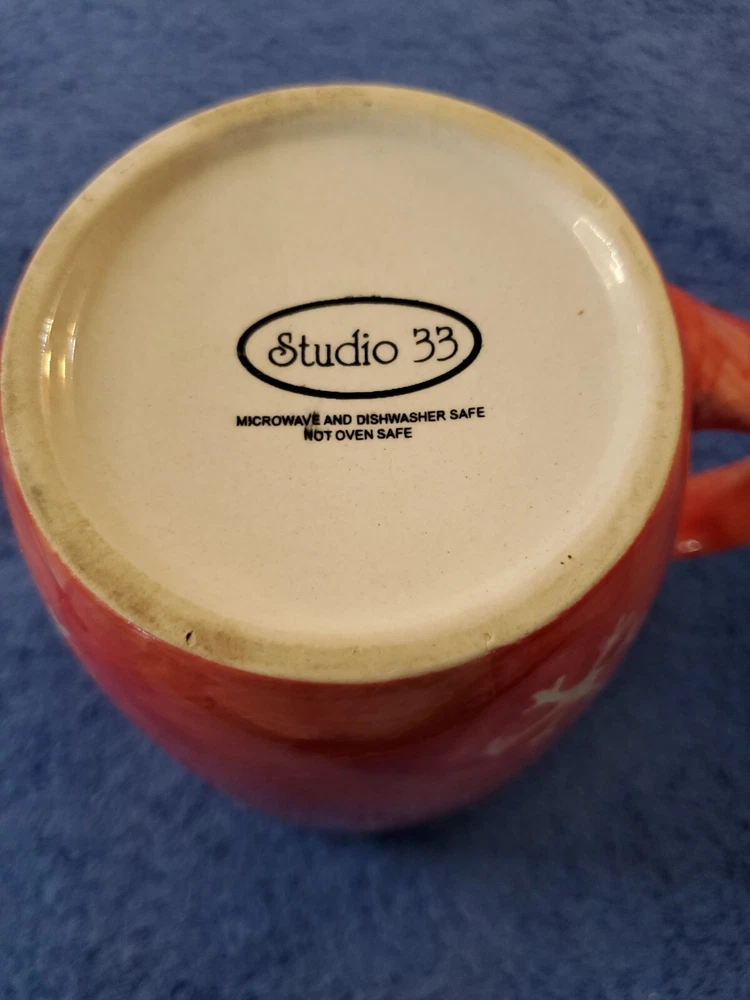 Studio 33
MICROWAVE AND DISHWASHER SAFE
NOT OVEN SAFE